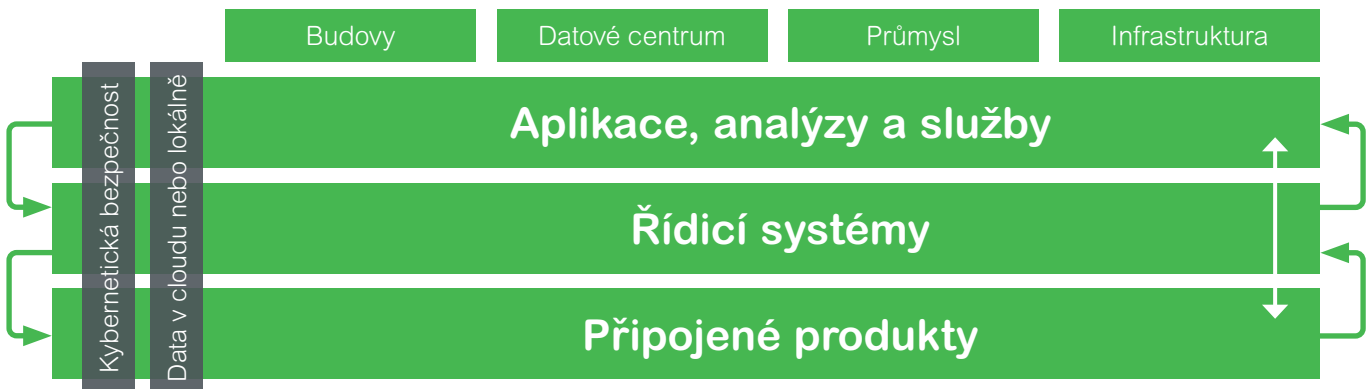 Budovy
Datové centrum
Průmysl
Infrastruktura
Kybernetická bezpečnost
Data v cloudu nebo lokálně
Aplikace, analýzy a služby
Řídicí systémy
Připojené produkty